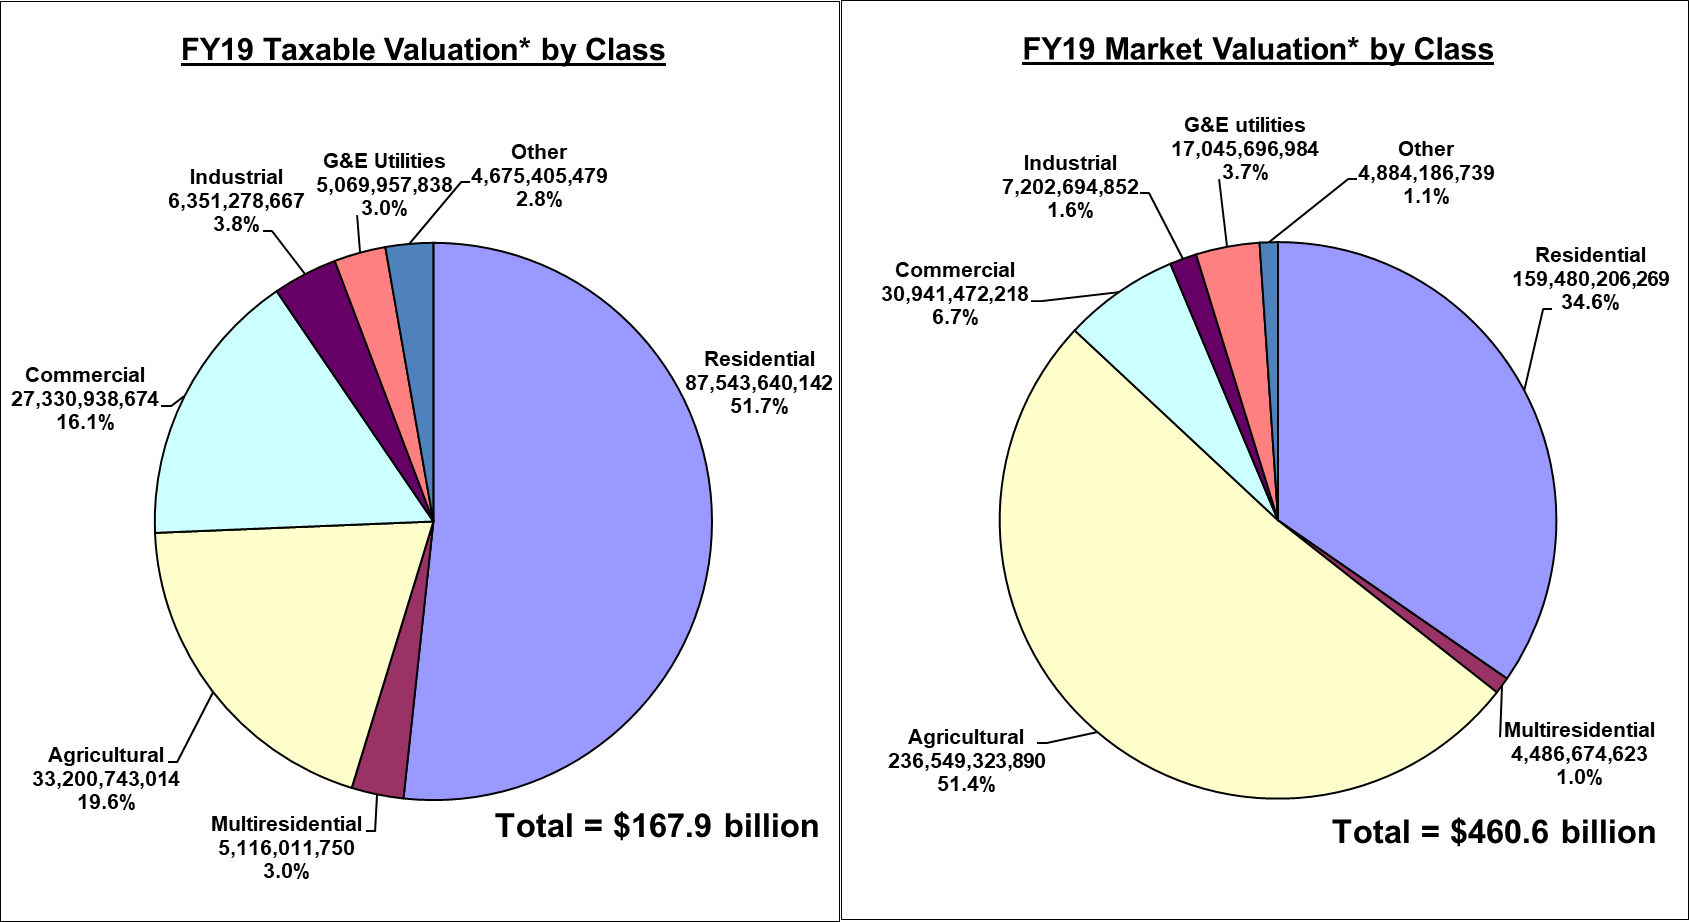 FY19 Taxable Valuation* by Class
Other
4,675,405,479
2.8%
G&E Utilities
5,069,957,838
3.0%
Industrial
6,351,278,667
3.8%
Residential
87,543,640,142
51.7%
Commercial
27,330,938,674
16.1%
Agricultural
33,200,743,014
19.6%
Multiresidential
5,116,011,750
3.0%
Total = $167.9 billion
FY19 Market Valuation* by Class
G&E utilities
17,045,696,984
3.7%
Other
4,884,186,739
1.1%
Industrial
7,202,694,852
1.6%
Residential
159,480,206,269
34.6%
Commercial
30,941,472,218
6.7%
Agricultural
236,549,323,890
51.4%
Multiresidential
4,486,674,623
1.0%
Total = $460.6 billion